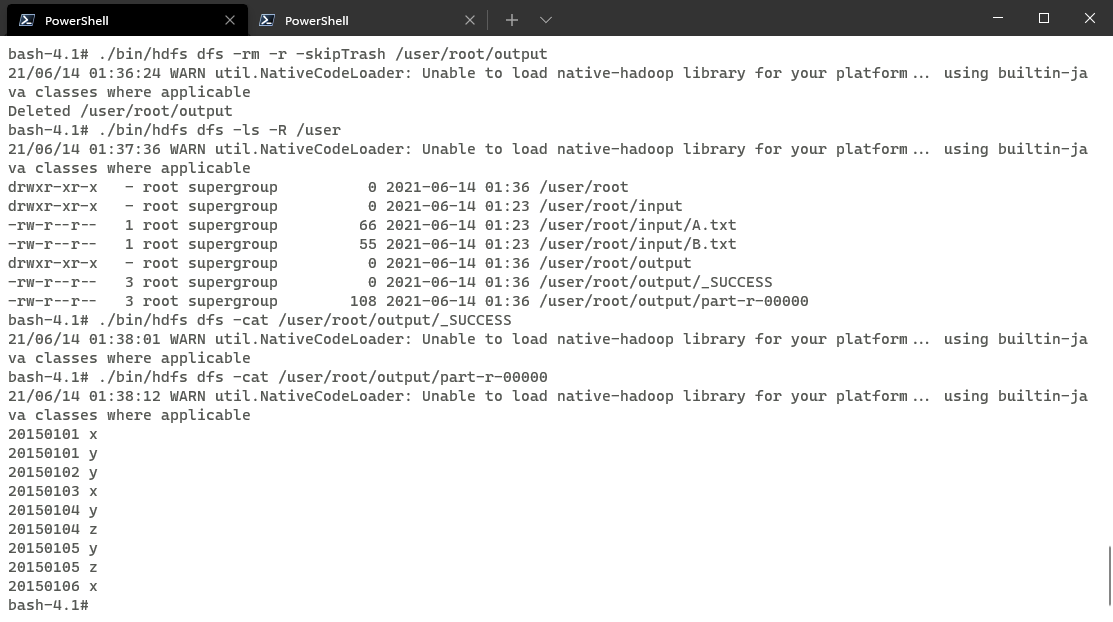 PowerShell PowerShell
bash-4.1# ./bin/hdfs dfs -rm -r -skipTrash /user/root/output
21/06/14 01:36:24 WARN util.NativeCodeLoader: Unable to load native-hadoop library for your platform... using builtin-ja
va classes where applicable
Deleted /user/root/output
bash-4.1# ./bin/hdfs dfs -ls -R /user
21/06/14 01:37:36 WARN util.NativeCodeLoader: Unable to load native-hadoop library for your platform... using builtin-ja
va classes where applicable
drwxr-xr-x   - root supergroup          0 2021-06-14 01:36 /user/root
drwxr-xr-x   - root supergroup          0 2021-06-14 01:23 /user/root/input
-rw-r--r--   1 root supergroup         66 2021-06-14 01:23 /user/root/input/A.txt
-rw-r--r--   1 root supergroup         55 2021-06-14 01:23 /user/root/input/B.txt
drwxr-xr-x   - root supergroup          0 2021-06-14 01:36 /user/root/output
-rw-r--r--   3 root supergroup          0 2021-06-14 01:36 /user/root/output/_SUCCESS
-rw-r--r--   3 root supergroup        108 2021-06-14 01:36 /user/root/output/part-r-00000
bash-4.1# ./bin/hdfs dfs -cat /user/root/output/_SUCCESS
21/06/14 01:38:01 WARN util.NativeCodeLoader: Unable to load native-hadoop library for your platform... using builtin-ja
va classes where applicable
bash-4.1# ./bin/hdfs dfs -cat /user/root/output/part-r-00000
21/06/14 01:38:12 WARN util.NativeCodeLoader: Unable to load native-hadoop library for your platform... using builtin-ja
va classes where applicable
20150101 x
20150101 y
20150102 y
20150103 x
20150104 y
20150104 z
20150105 y
20150105 z
20150106 x
bash-4.1#